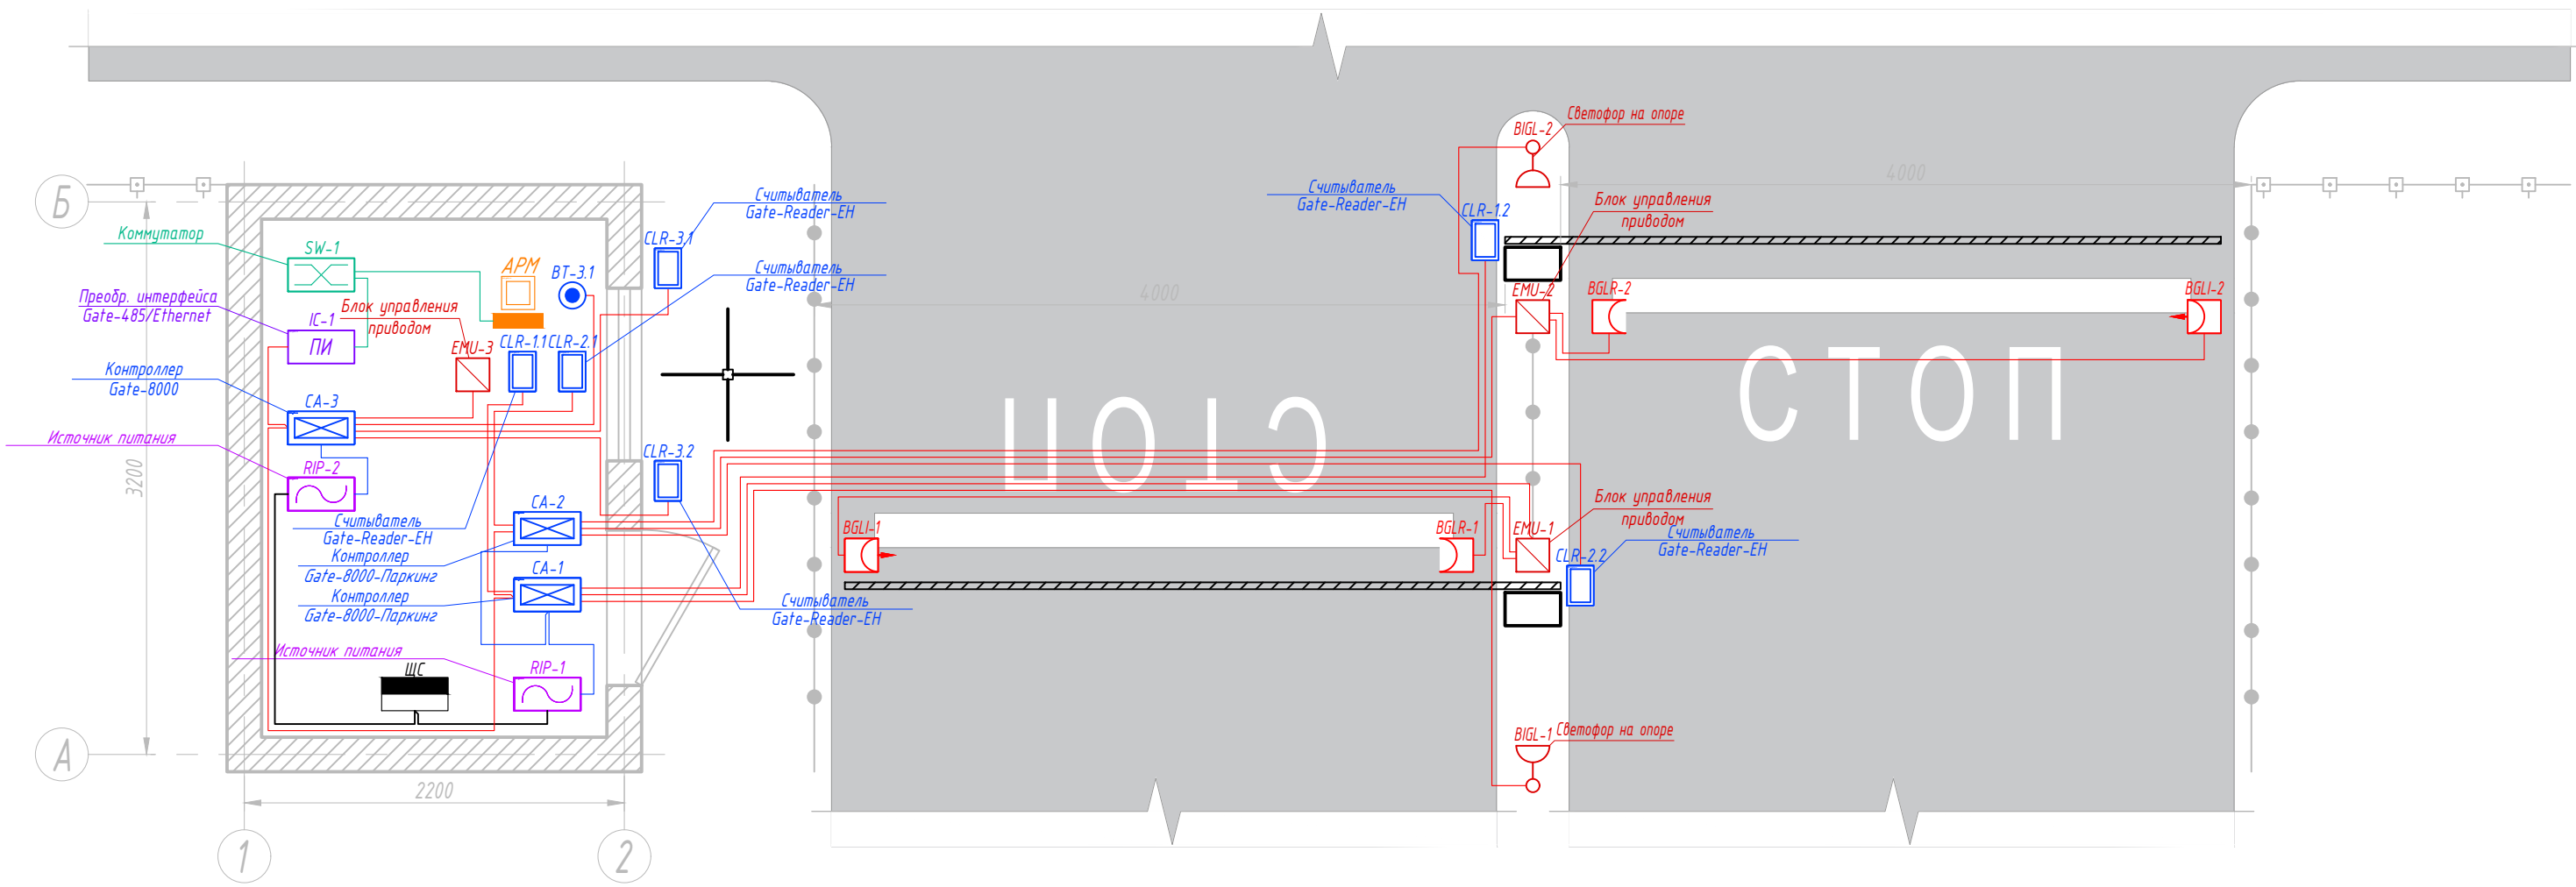 Светофор на опоре
BIGL-2
Считыватель
Gate-Reader-EH
CLR-1.2
Блок управления
приводом
4000
Б
Считыватель
Gate-Reader-EH
CLR-3.1
Коммутатор
SW-1
АРМ
BT-3.1
Считыватель
Gate-Reader-EH
Преобр. интерфейса
Gate-485/Ethernet
IC-1
ПИ
Блок управления
приводом
EMU-3
CLR-1.1
CLR-2.1
4000
EMU-2
BGLR-2
BGLI-2
Контроллер
Gate-8000
CA-3
СТОП
СТОП
Источник питания
RIP-2
3200
CLR-3.2
CA-2
Считыватель
Gate-Reader-EH
Контроллер
Gate-8000-Паркинг
CA-1
Контроллер
Gate-8000-Паркинг
BGLI-1
BGLR-1
EMU-1
Блок управления
приводом
Считыватель
Gate-Reader-EH
CLR-2.2
Считыватель
Gate-Reader-EH
Источник питания
ЩС
RIP-1
BIGL-1
Светофор на опоре
А
2200
1
2